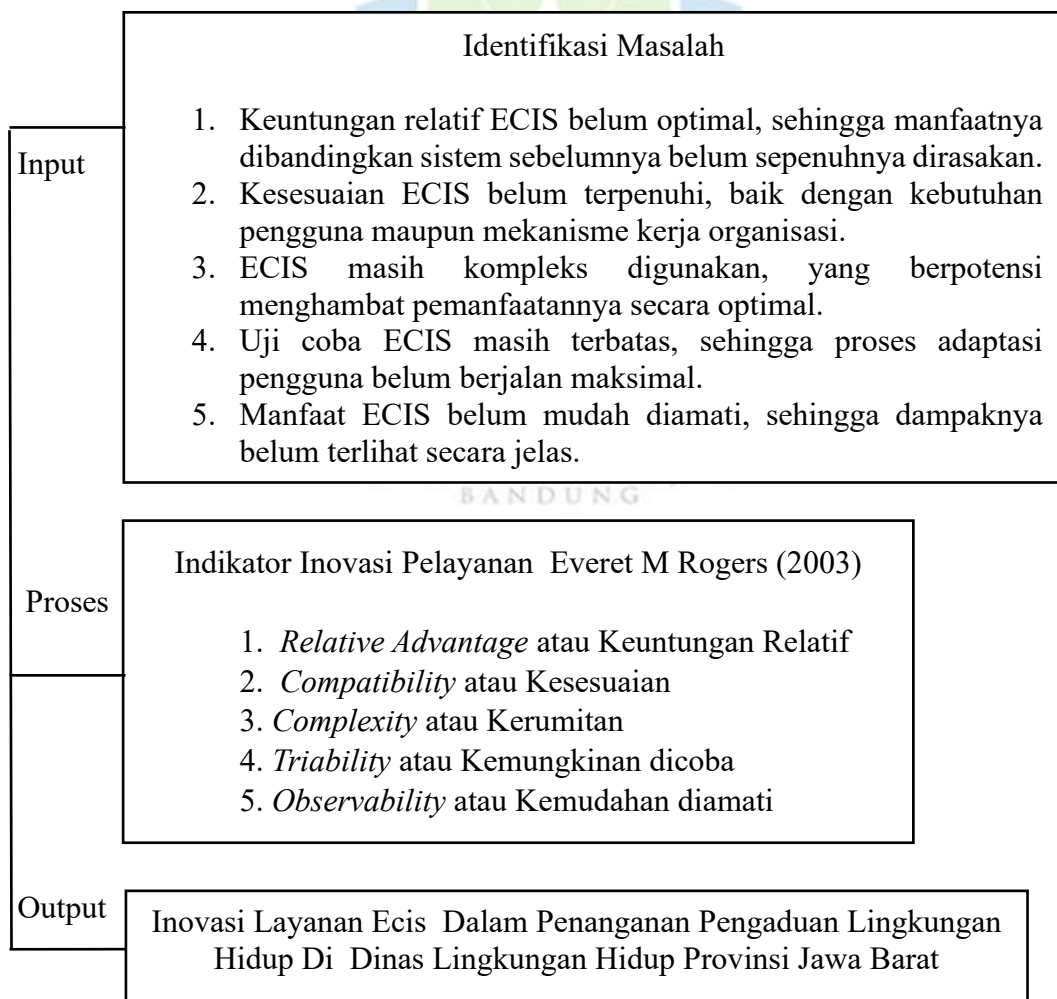 Identifikasi Masalah
Input
1. Keuntungan relatif ECIS belum optimal, sehingga manfaatnya
dibandingkan sistem sebelumnya belum sepenuhnya dirasakan.
2. Kesesuaian ECIS belum terpenuhi, baik dengan kebutuhan
pengguna maupun mekanisme kerja organisasi.
3. ECIS masih kompleks digunakan, yang berpotensi
menghambat pemanfaatannya secara optimal.
4. Uji coba ECIS masih terbatas, sehingga proses adaptasi
pengguna belum berjalan maksimal.
5. Manfaat ECIS belum mudah diamati, sehingga dampaknya
belum terlihat secara jelas.
BANDUNG
Proses
Indikator Inovasi Pelayanan Everet M Rogers (2003)
1. Relative Advantage atau Keuntungan Relatif
2. Compatibility atau Kesesuaian
3. Complexity atau Kerumitan
4. Triability atau Kemungkinan dicoba
5. Observability atau Kemudahan diamati
Output
Inovasi Layanan Ecis Dalam Penanganan Pengaduan Lingkungan
Hidup Di Dinas Lingkungan Hidup Provinsi Jawa Barat